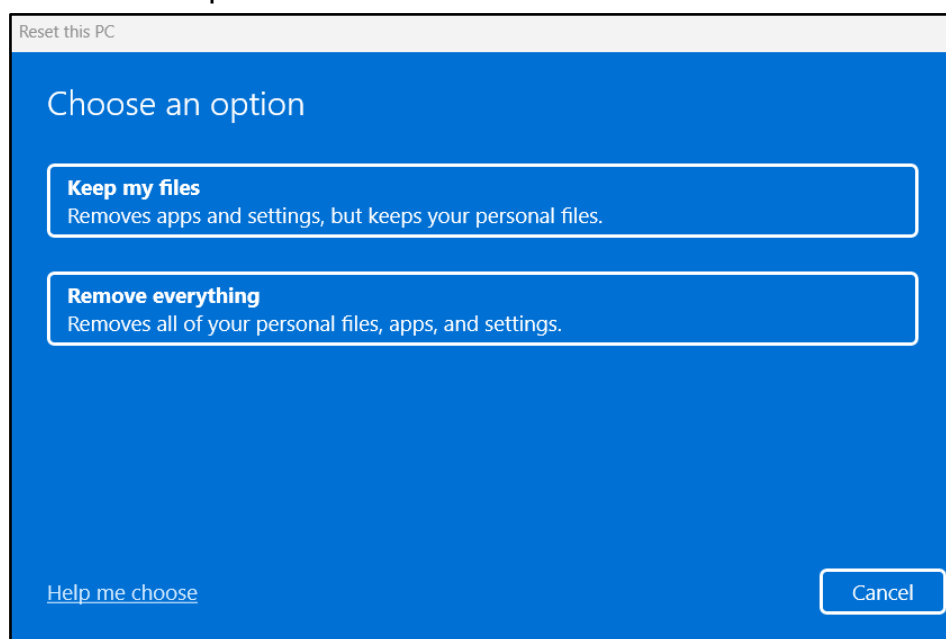 Reset this PC
Choose an option
Keep my files
Removes apps and settings, but keeps your personal files.
Remove everything
Removes all of your personal files, apps, and settings.
Help me choose
Cancel